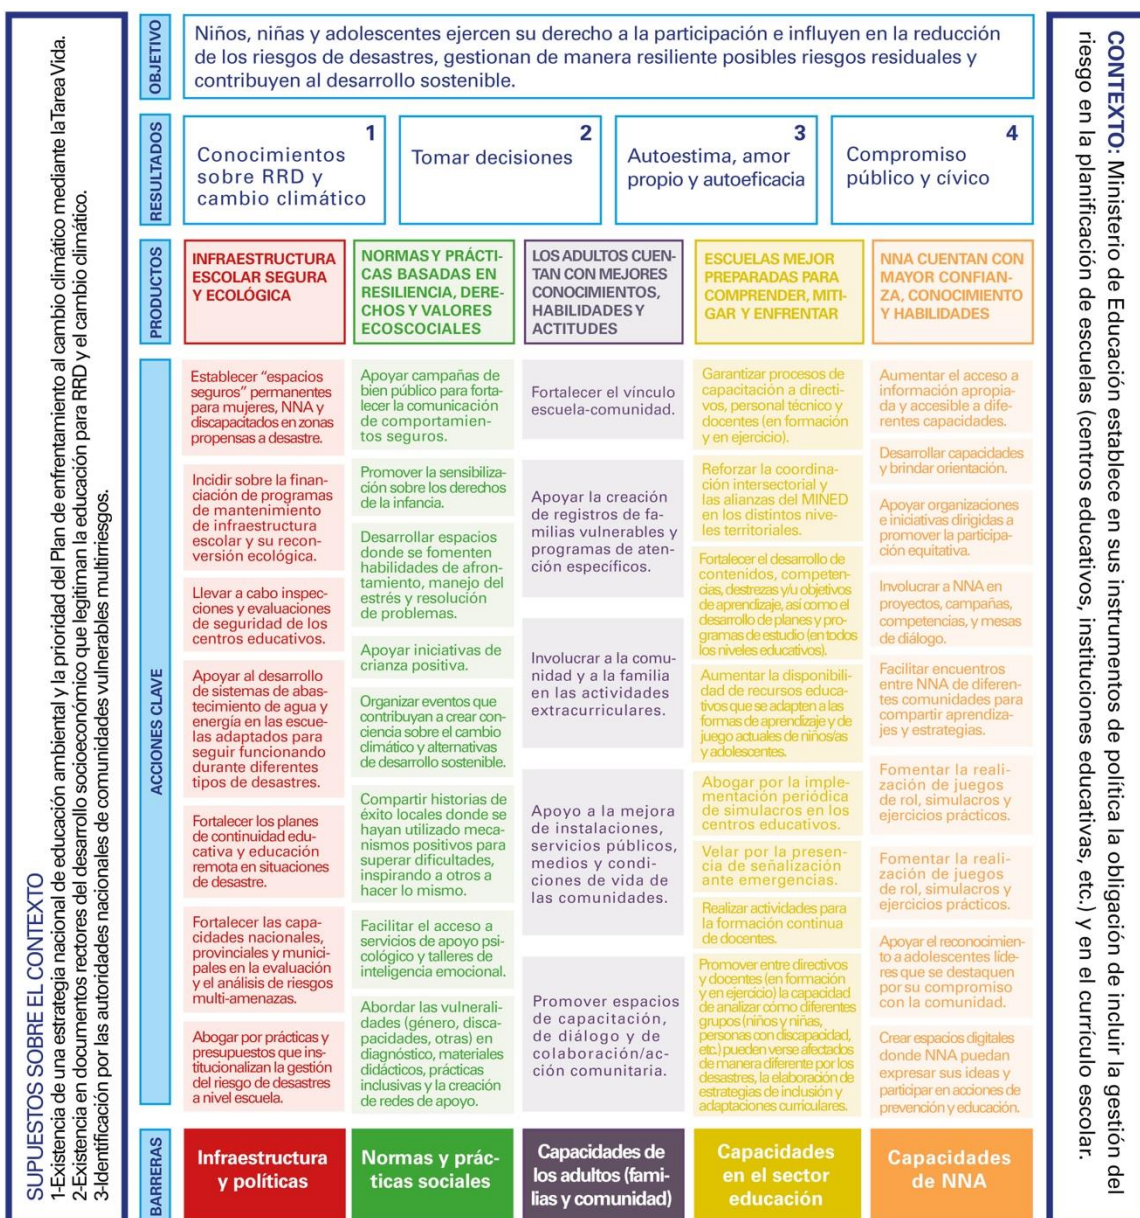 SUPUESTOS SOBRE EL CONTEXTO
1-Existencia de una estrategia nacional de educación ambiental y la prioridad del Plan de enfrentamiento al cambio climático mediante la Tarea Vida.
2-Existencia en documentos rectores del desarrollo socioeconómico que legitiman la educación para RRD y el cambio climático.
3-Identificación por las autoridades nacionales de comunidades vulnerables multirriesgos.
OBJETIVO
Niños, niñas y adolescentes ejercen su derecho a la participación e influyen en la reducción
de los riesgos de desastres, gestionan de manera resiliente posibles riesgos residuales y
contribuyen al desarrollo sostenible.
RESULTADOS
1
Conocimientos
sobre RRD y
cambio climático
2
Tomar decisiones
3
Autoestima, amor
propio y autoeficacia
4
Compromiso
público y cívico
PRODUCTOS
INFRAESTRUCTURA
ESCOLAR SEGURA
Y ECOLÓGICA
NORMAS Y PRÁCTI-
CAS BASADAS EN
RESILIENCIA, DERE-
CHOS Y VALORES
ECOSCOCIALES
LOS ADULTOS CUEN-
TAN CON MEJORES
CONOCIMIENTOS,
HABILIDADES Y
ACTITUDES
ESCUELAS MEJOR
PREPARADAS PARA
COMPRENDER, MITI-
GAR Y ENFRENTAR
NNA CUENTAN CON
MAYOR CONFIAN-
ZA, CONOCIMIENTO
Y HABILIDADES
ACCIONES CLAVE
Establecer “espacios
seguros” permanentes
para mujeres, NNA y
discapacitados en zonas
propensas a desastre.
Incidir sobre la finan-
ciación de programas
de mantenimiento
de infraestructura
escolar y su recon-
versión ecológica.
Llevar a cabo inspec-
ciones y evaluaciones
de seguridad de los
centros educativos.
Apoyar al desarrollo
de sistemas de abas-
tecimiento de agua y
energía en las escue-
las adaptados para
seguir funcionando
durante diferentes
tipos de desastres.
Fortalecer los planes
de continuidad edu-
cativa y educación
remota en situaciones
de desastre.
Fortalecer las capa-
cidades nacionales,
provinciales y munici-
pales en la evaluación
y el análisis de riesgos
multi-amenazas.
Abogar por prácticas y
presupuestos que ins-
titucionalizan la gestión
del riesgo de desastres
a nivel escuela.
Apoyar campañas de
bien público para forta-
lecer la comunicación
de comportamien-
tos seguros.
Promover la sensibiliza-
ción sobre los derechos
de la infancia.
Desarrollar espacios
donde se fomenten
habilidades de afron-
tamiento, manejo del
estrés y resolución
de problemas.
Apoyar iniciativas de
crianza positiva.
Organizar eventos que
contribuyan a crear con-
ciencia sobre el cambio
climático y alternativas
de desarrollo sostenible.
Compartir historias de
éxito locales donde se
hayan utilizado meca-
nismos positivos para
superar dificultades,
inspirando a otros a
hacer lo mismo.
Facilitar el acceso a
servicios de apoyo psi-
cológico y talleres de
inteligencia emocional.
Abordar las vulnerali-
dades (género, disca-
pacidades, otras) en
diagnóstico, materiales
didácticos, prácticas
inclusivas y la creación
de redes de apoyo.
Fortalecer el vínculo
escuela-comunidad.
Apoyar la creación
de registros de fa-
milias vulnerables y
programas de aten-
ción específicos.
Involucrar a la comu-
nidad y a la familia
en las actividades
extracurriculares.
Apoyo a la mejora
de instalaciones,
servicios públicos,
medios y condi-
ciones de vida de
las comunidades.
Promover espacios
de capacitación,
de diálogo y de
colaboración/ac-
ción comunitaria.
Garantizar procesos de
capacitación a directi-
vos, personal técnico y
docentes (en formación
y en ejercicio).
Reforzar la coordina-
ción intersectorial y
las alianzas del MINED
en los distintos nive-
les territoriales.
Fortalecer el desarrollo de
contenidos, competen-
cias, destrezas y/u objetivos
de aprendizaje, así como el
desarrollo de planes y pro-
gramas de estudio (en todos
los niveles educativos).
Aumentar la disponibili-
dad de recursos educa-
tivos que se adapten a las
formas de aprendizaje y de
juego actuales de niños/as
y adolescentes.
Abogar por la imple-
mentación periódica
de simulacros en los
centros educativos.
Velar por la presen-
cia de señalización
ante emergencias.
Realizar actividades para
la formación continua
de docentes.
Promover entre directivos
y docentes (en formación
y en ejercicio) la capacidad
de analizar cómo diferentes
grupos (niños y niñas,
personas con discapacidad,
etc.) pueden verse afectados
de manera diferente por los
desastres, la elaboración de
estrategias de inclusión y
adaptaciones curriculares.
Aumentar el acceso a
información apropia-
da y accesible a dife-
rentes capacidades.
Desarrollar capacidades
y brindar orientación.
Apoyar organizaciones
e iniciativas dirigidas a
promover la participa-
ción equitativa.
Involucrar a NNA en
proyectos, campañas,
competencias, y mesas
de diálogo.
Facilitar encuentros
entre NNA de diferen-
tes comunidades para
compartir aprendiza-
jes y estrategias.
Fomentar la reali-
zación de juegos
de rol, simulacros y
ejercicios prácticos.
Fomentar la reali-
zación de juegos
de rol, simulacros y
ejercicios prácticos.
Apoyar el reconocimien-
to a adolescentes líde-
res que se destaquen
por su compromiso
con la comunidad.
Crear espacios digitales
donde NNA puedan
expresar sus ideas y
participar en acciones de
prevención y educación.
BARRERAS
Infraestructura
y políticas
Normas y prác-
ticas sociales
Capacidades de
los adultos (fami-
lias y comunidad)
Capacidades
en el sector
educación
Capacidades
de NNA
CONTEXTO: Ministerio de Educación establece en sus instrumentos de política la obligación de incluir la gestión del
riesgo en la planificación de escuelas (centros educativos, instituciones educativas, etc.) y en el currículo escolar.